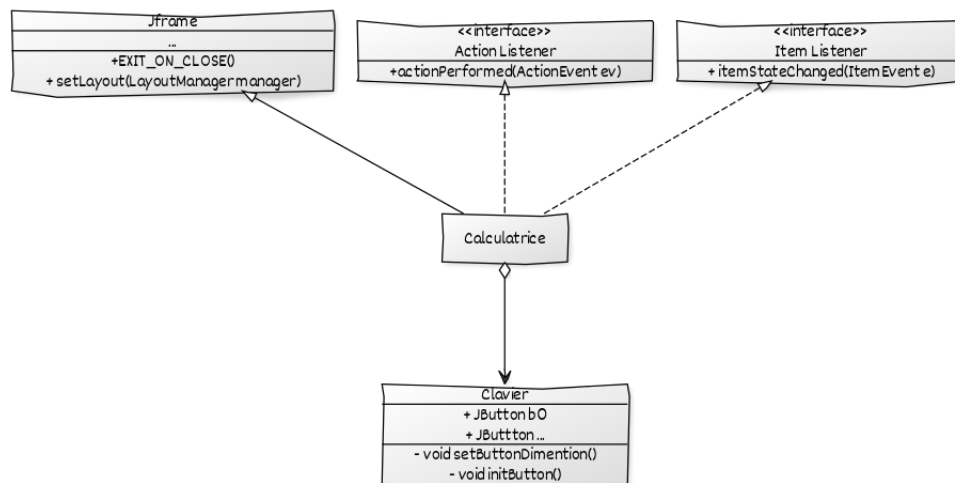 Jframe
...
+EXIT_ON_CLOSE()
+ setLayout(LayoutManager manager)
<<interface>>
Action Listener
+ actionPerformed(ActionEvent ev)
<<interface>>
Item Listener
+ itemStateChanged(ItemEvent e)
Calculatrice
Clavier
+ JButton b0
+ JButtton ...
- void setButtonDimention()
- void initButton()